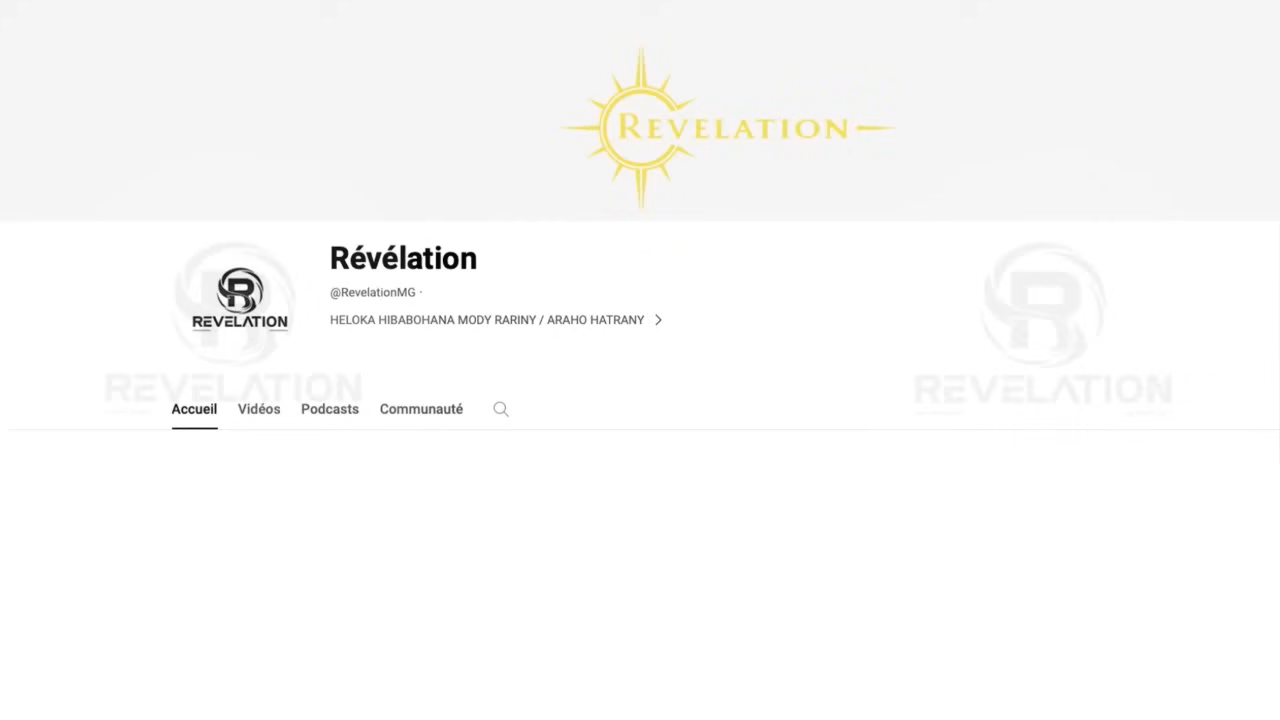 REVELATION
Révélation
@RevelationMG ·
HELOKA HIBABOHANA MODY RARINY / ARAHO HATRANY
R
REVELATION
R
REVELATION
R
REVELATION
Accueil Vidéos Podcasts Communauté